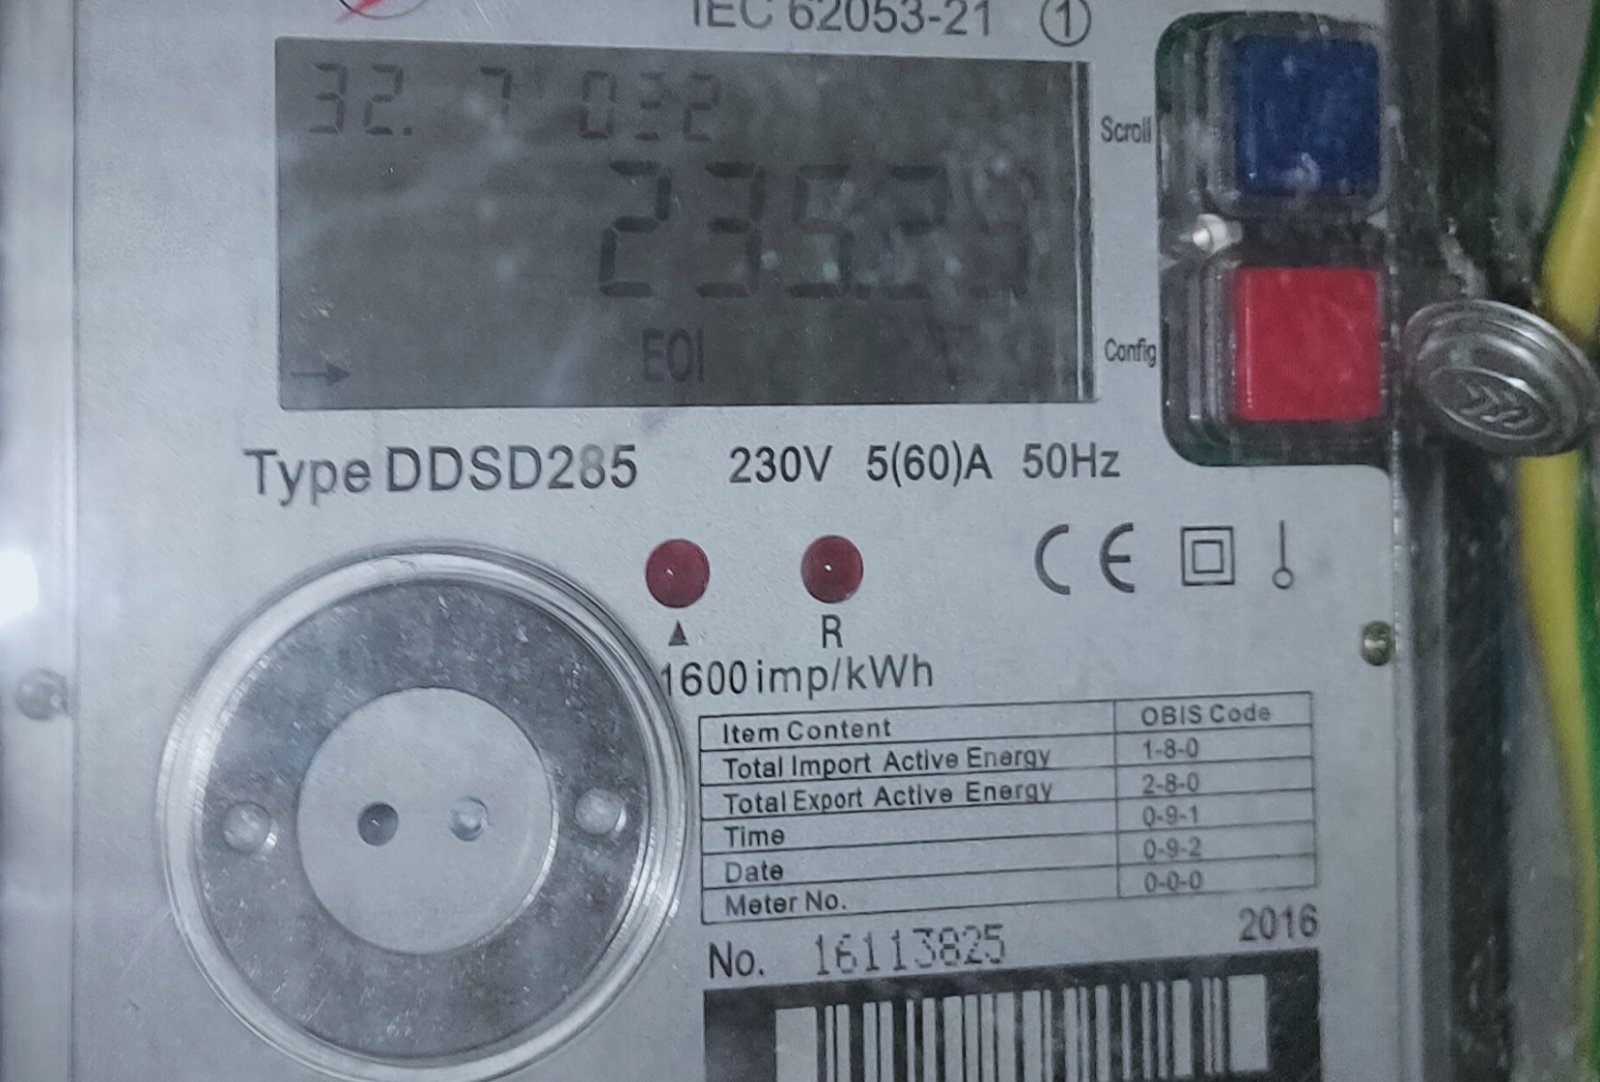 IEC 62053-21 1
32. 7 032
Scroll
EOI
Config
Type DDSD285 230V 5(60)A 50Hz
CE
R
1600 imp/kWh
Item Content OBIS Code
Total Import Active Energy 1-8-0
Total Export Active Energy 2-8-0
Time 0-9-1
Date 0-9-2
Meter No. 0-0-0
No. 16113825 2016